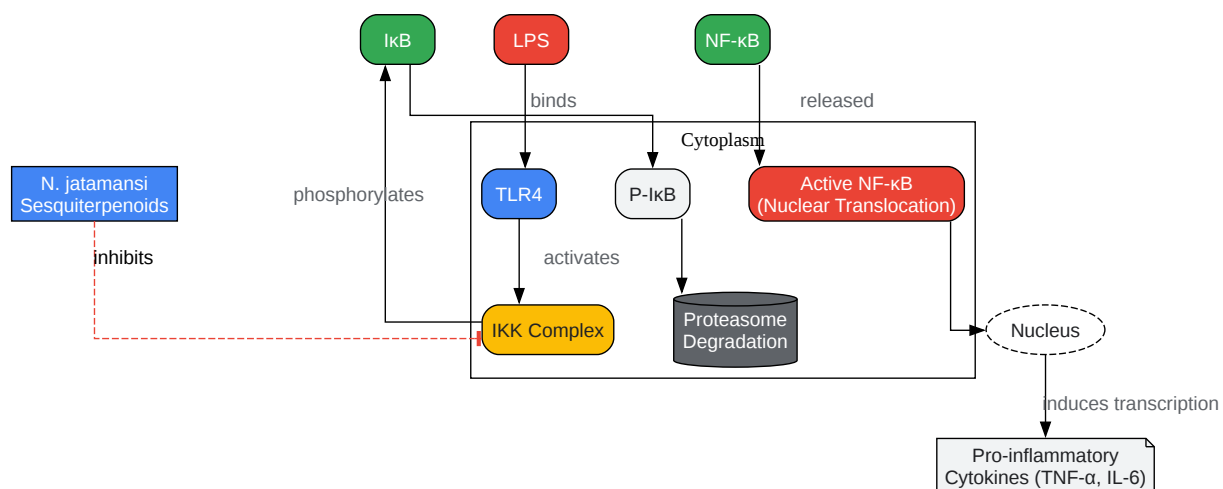 IκB
LPS
NF-κB
binds
released
Cytoplasm
N. jatamansi
Sesquiterpenoids
phosphorylates
TLR4
P-IκB
Active NF-κB
(Nuclear Translocation)
inhibits
activates
IKK Complex
Proteasome
Degradation
Nucleus
induces transcription
Pro-inflammatory
Cytokines (TNF-α, IL-6)